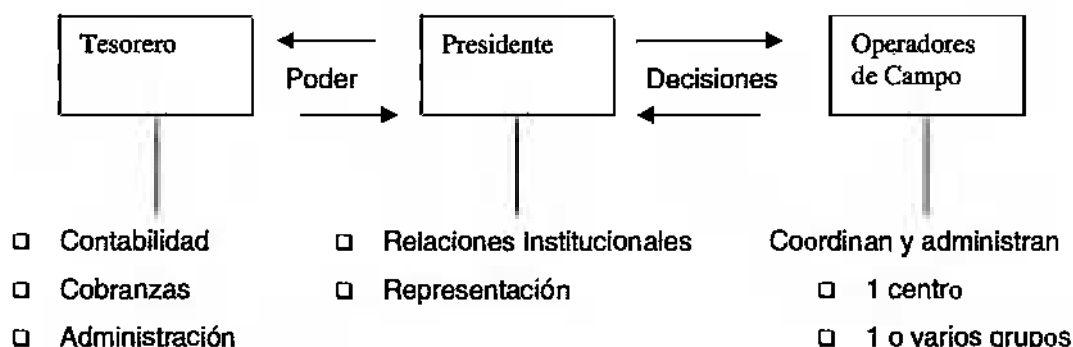 Tesorero
Presidente
Operadores
de Campo
Poder
Decisiones
❑ Contabilidad
❑ Cobranzas
❑ Administración
❑ Relaciones Institucionales
❑ Representación
Coordinan y administran
❑ 1 centro
❑ 1 o varios grupos